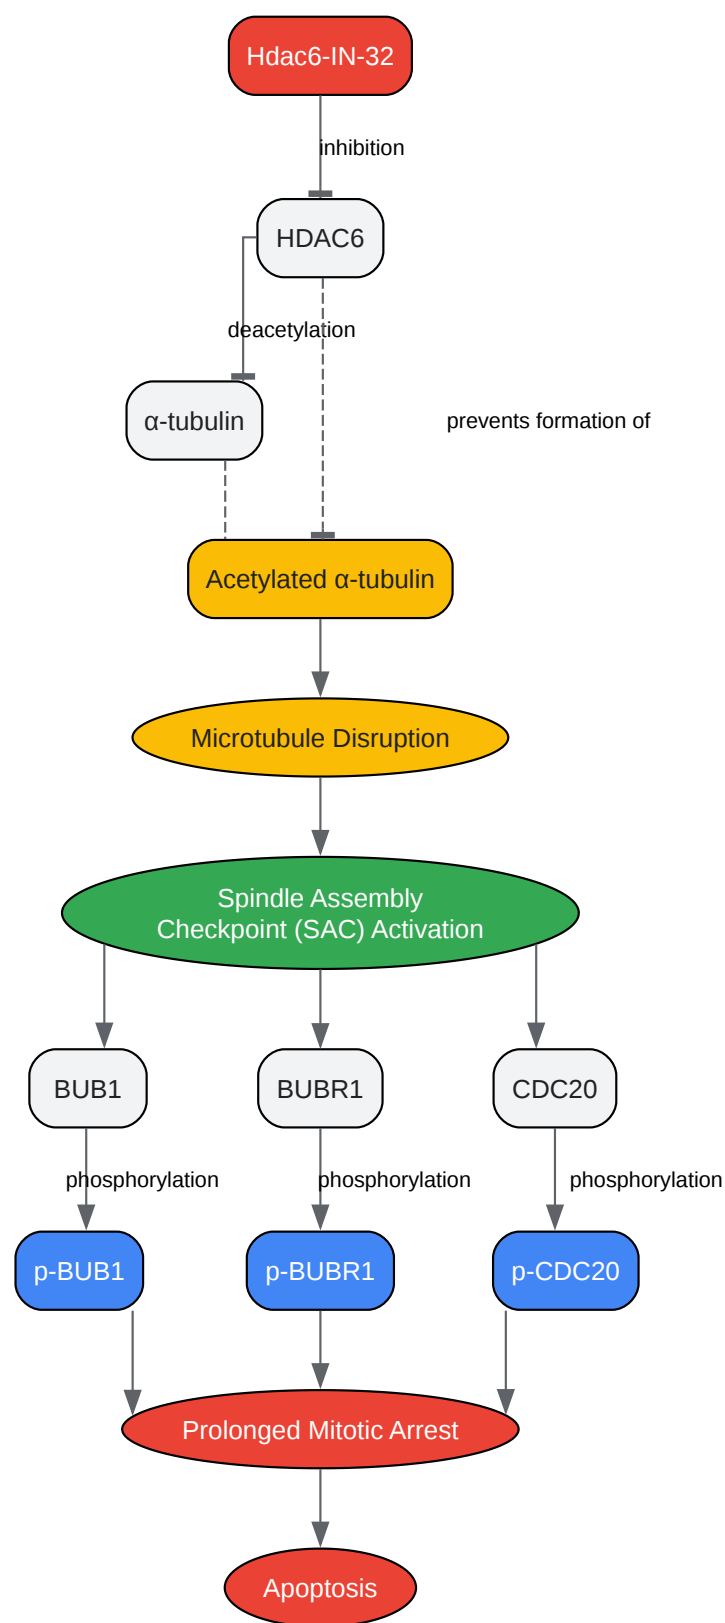 Hdac6-IN-32
inhibition
HDAC6
deacetylation
α-tubulin
prevents formation of
Acetylated α-tubulin
Microtubule Disruption
Spindle Assembly
Checkpoint (SAC) Activation
BUB1
BUBR1
CDC20
phosphorylation
phosphorylation
phosphorylation
p-BUB1
p-BUBR1
p-CDC20
Prolonged Mitotic Arrest
Apoptosis